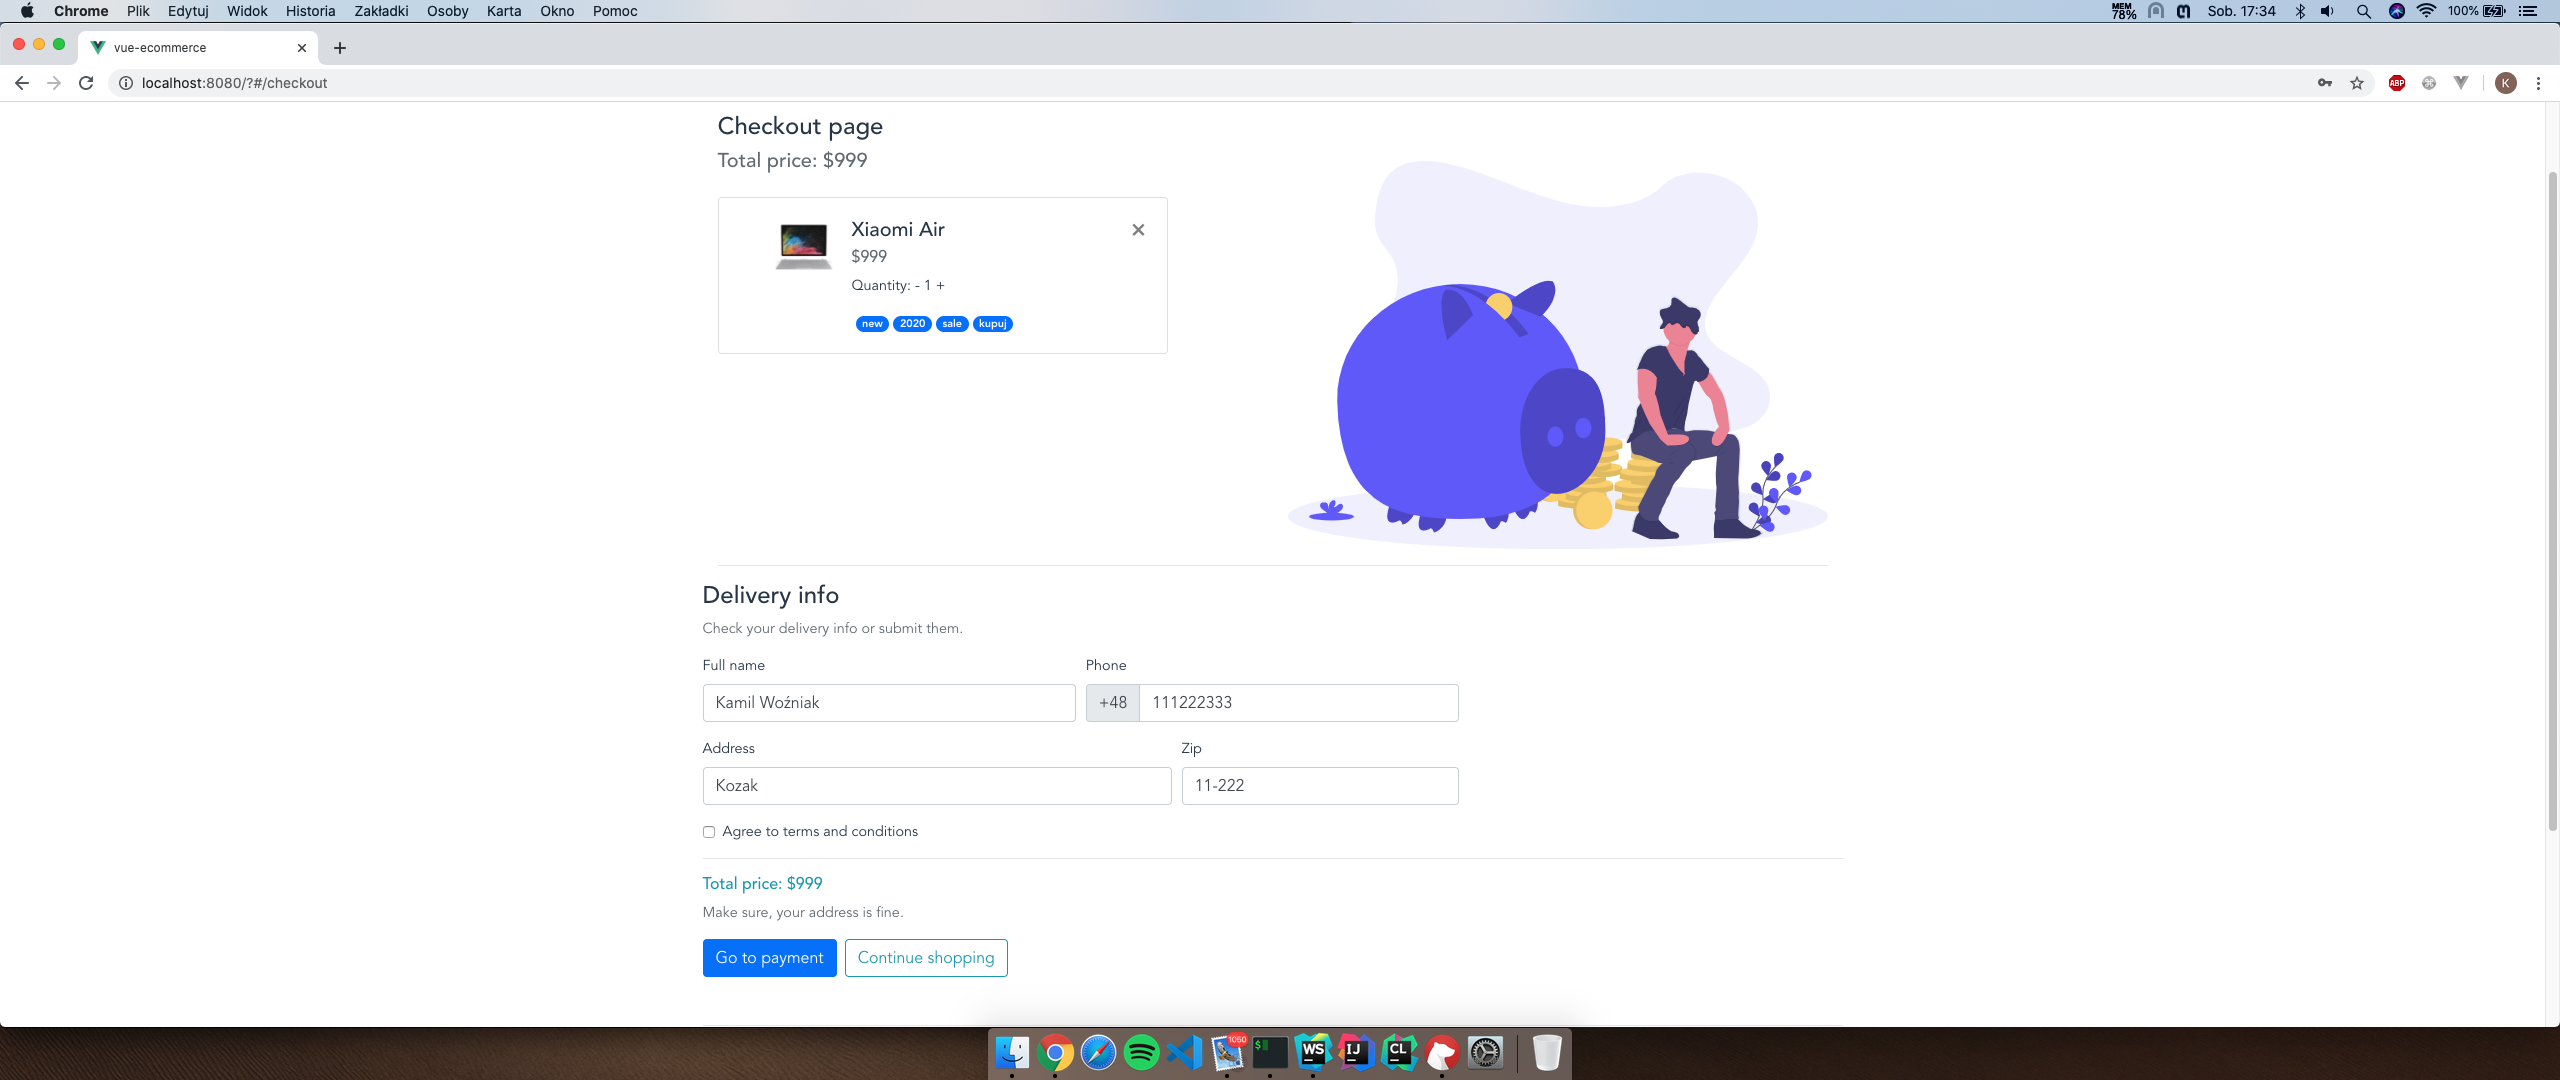 Chrome Plik Edytuj Widok Historia Zakładki Osoby Karta Okno Pomoc
MEM 78% Sob. 17:34 100%
vue-ecommerce
localhost:8080/?#/checkout
ABP K
Checkout page
Total price: $999
Xiaomi Air
$999
Quantity: - 1 +
new 2020 sale kupuj
Delivery info
Check your delivery info or submit them.
Full name Phone
Kamil Woźniak +48 111222333
Address Zip
Kozak 11-222
Agree to terms and conditions
Total price: $999
Make sure, your address is fine.
Go to payment Continue shopping
1050 $ WS IJ CL